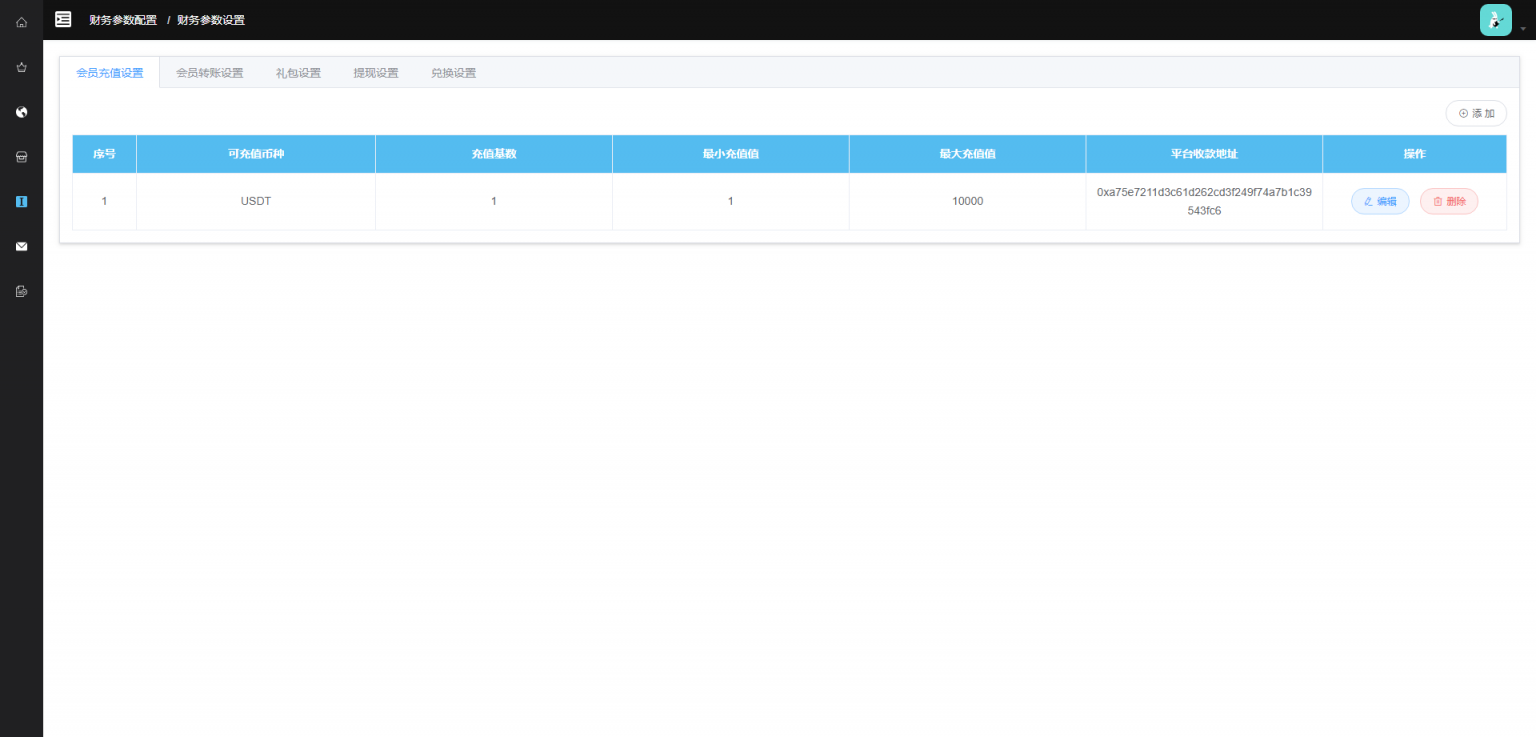 财务参数配置 / 财务参数设置
会员充值设置 会员转账设置 礼包设置 提现设置 兑换设置
添 加
序号 可充值币种 充值基数 最小充值值 最大充值值 平台收款地址 操作
1 USDT 1 1 10000 0xa75e7211d3c61d262cd3f249f74a7b1c39 编辑 删除
543fc6